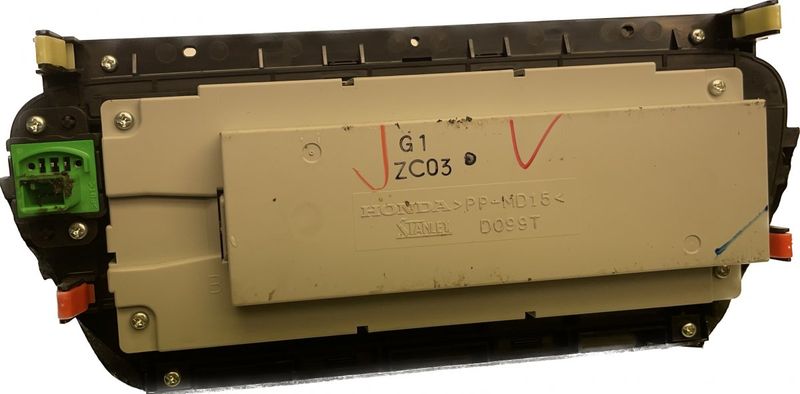 G1
ZC03
HONDA >PP-MD15<
STANLEY D099T
B